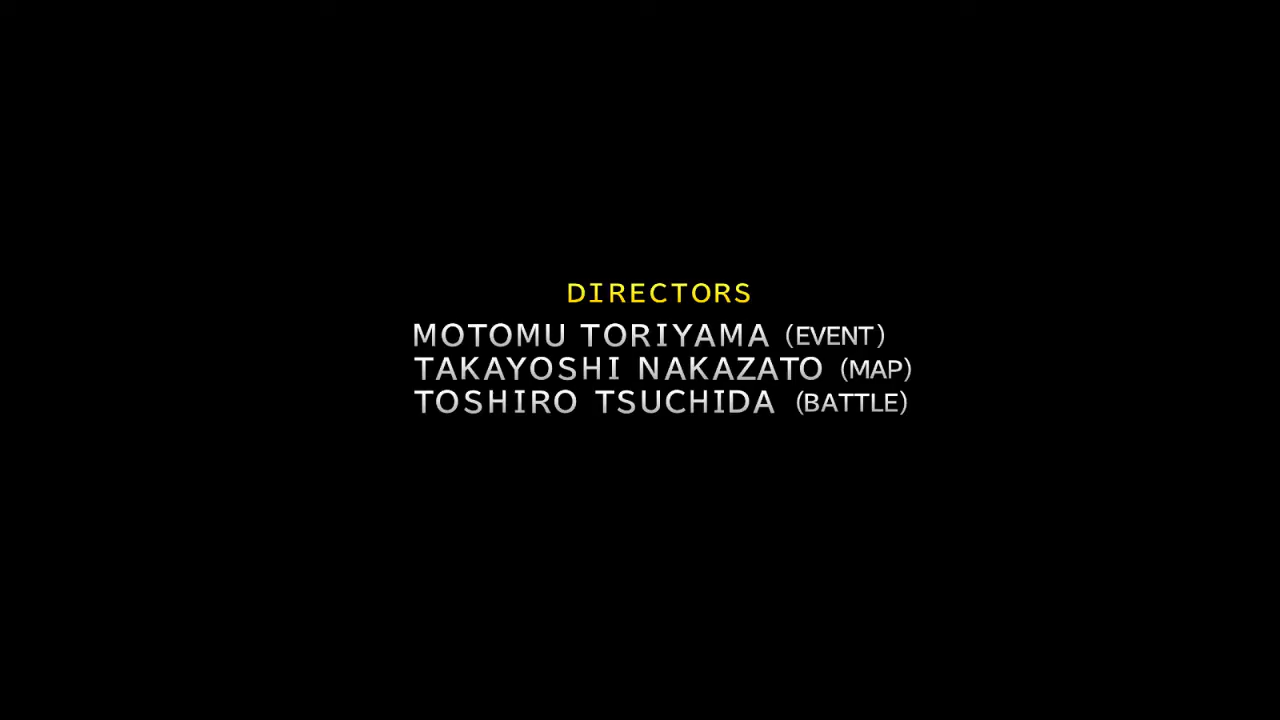 DIRECTORS
MOTOMU TORIYAMA (EVENT)
TAKAYOSHI NAKAZATO (MAP)
TOSHIRO TSUCHIDA (BATTLE)